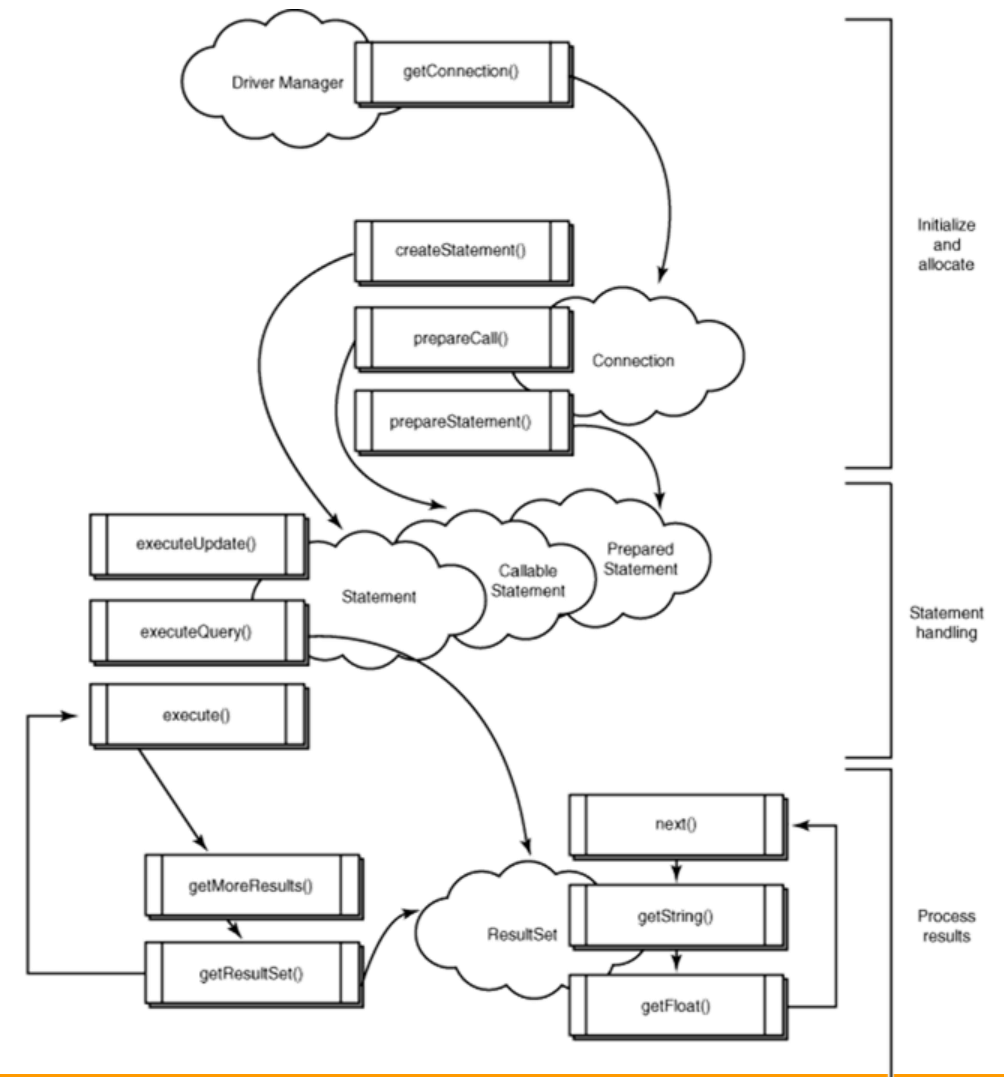 getConnection()
Driver Manager
Initialize
and
allocate
createStatement()
prepareCall()
Connection
prepareStatement()
executeUpdate()
Prepared
Statement
Callable
Statement
Statement
executeQuery()
Statement
handling
execute()
next()
getMoreResults()
getString()
ResultSet
Process
results
getResultSet()
getFloat()